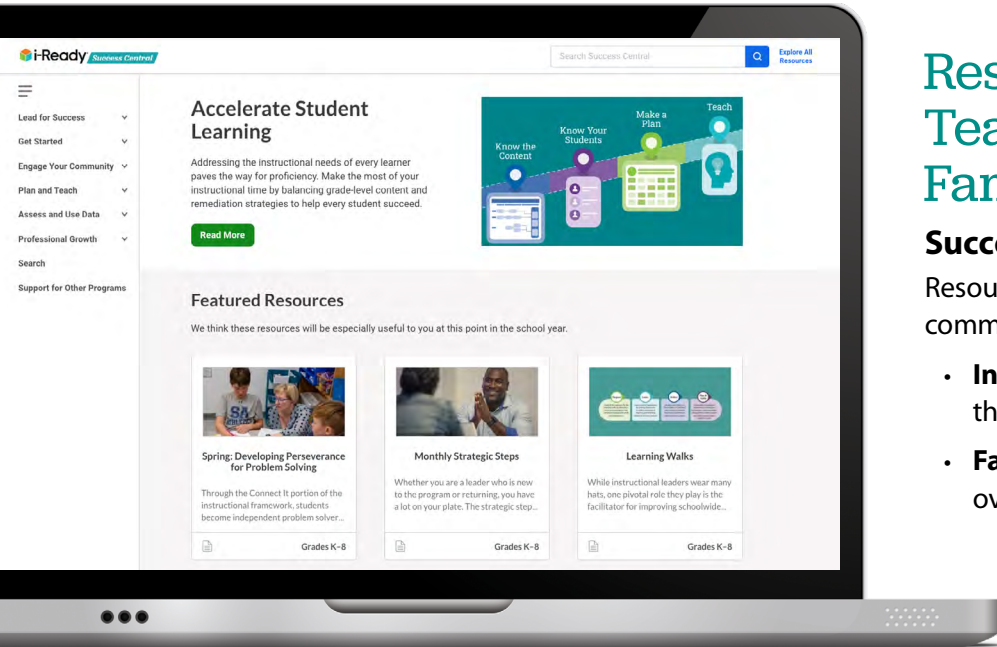 i-Ready Success Central
Search Success Central
Explore All
Resources
Lead for Success
Get Started
Engage Your Community
Plan and Teach
Assess and Use Data
Professional Growth
Search
Support for Other Programs
Accelerate Student
Learning
Addressing the instructional needs of every learner
paves the way for proficiency. Make the most of your
instructional time by balancing grade-level content and
remediation strategies to help every student succeed.
Read More
Know the
Content
Know Your
Students
Make a
Plan
Teach
Featured Resources
We think these resources will be especially useful to you at this point in the school year.
Spring: Developing Perseverance
for Problem Solving
Through the Connect It portion of the
instructional framework, students
become independent problem solver...
Grades K–8
Monthly Strategic Steps
Whether you are a leader who is new
to the program or returning, you have
a lot on your plate. The strategic step...
Grades K–8
Learning Walks
While instructional leaders wear many
hats, one pivotal role they play is the
facilitator for improving schoolwide...
Grades K–8
Res
Tea
Fan
Succe
Resou
comm
• In
th
• Fa
ov